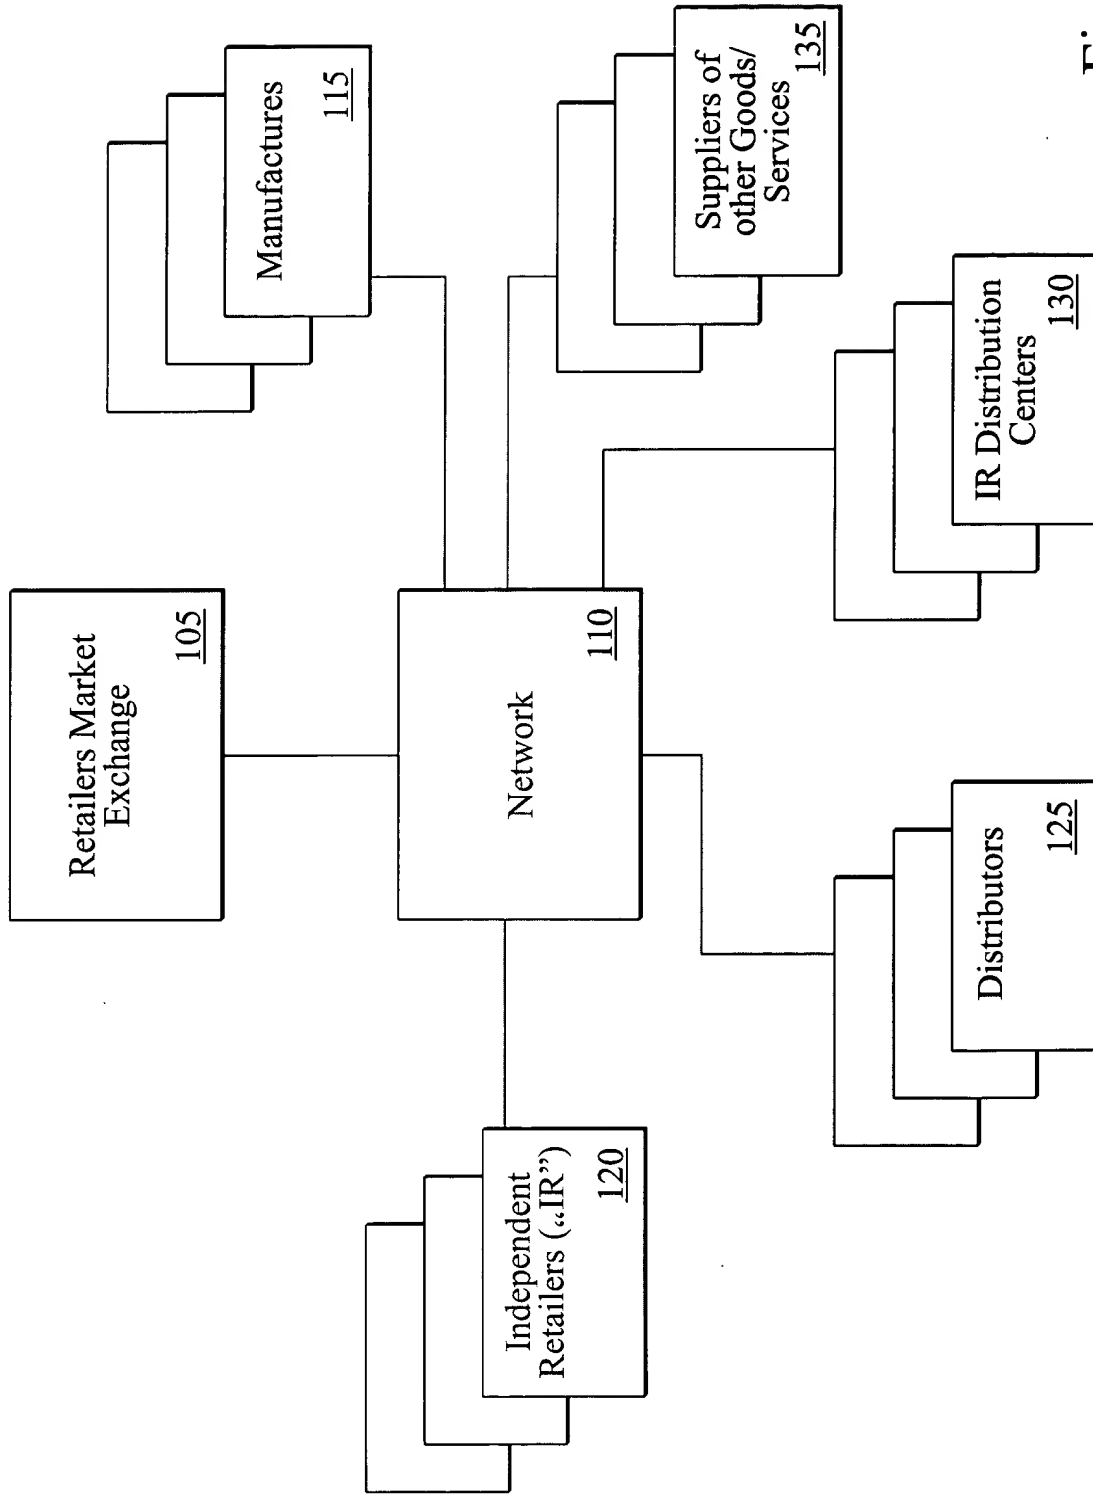 Retailers Market
Exchange
105
Manufactures
115
Network
110
Independent
Retailers („IR”)
120
Suppliers of
other Goods/
Services
135
Distributors
125
IR Distribution
Centers
130